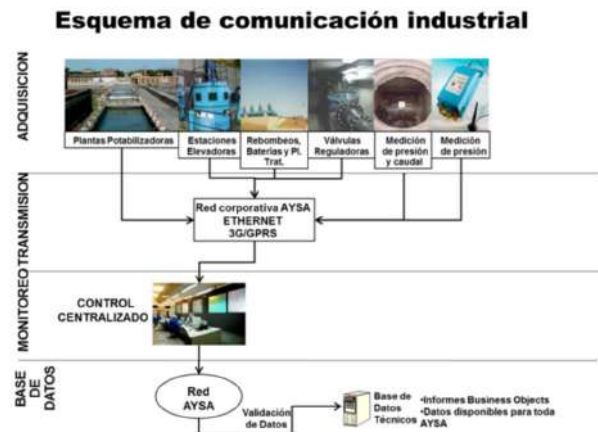 Esquema de comunicación industrial
ADQUISICION
Plantas Potabilizadoras
Estaciones
Elevadoras
Rebombeos,
Baterías y Pl.
Trat.
Válvulas
Reguladoras
Medición
de presión
y caudal
Medición
de presión
TRANSMISION
Red corporativa AYSA
ETHERNET
3G/GPRS
MONITOREO
CONTROL
CENTRALIZADO
BASE
DE
DATOS
Red
AYSA
Validación
de Datos
Base de
Datos
Técnicos
•Informes Business Objects
•Datos disponibles para toda
AYSA